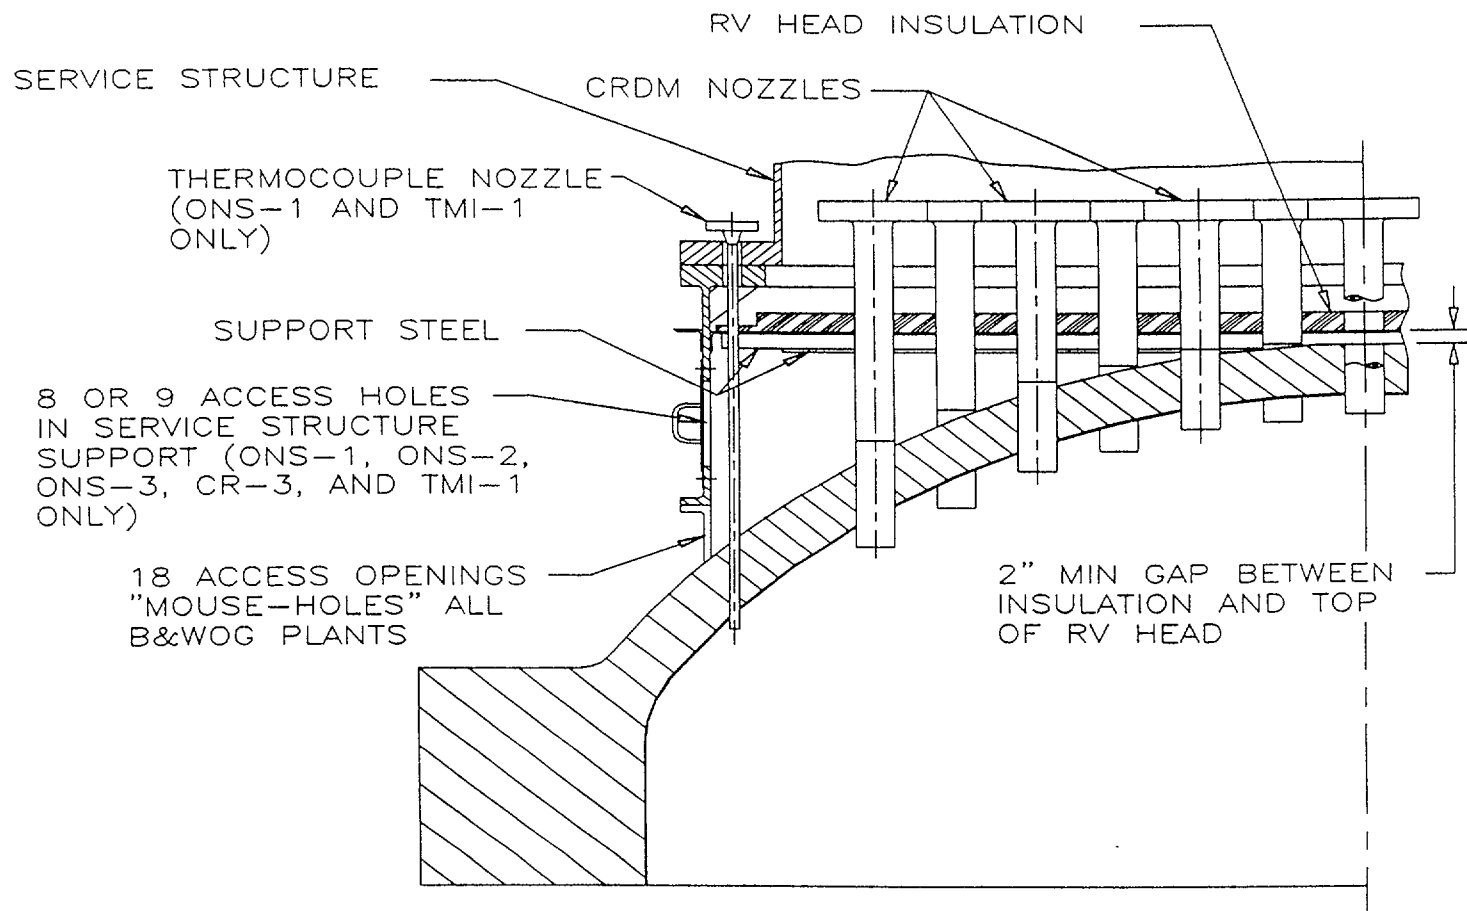 RV HEAD INSULATION
SERVICE STRUCTURE
CRDM NOZZLES
THERMOCOUPLE NOZZLE
(ONS-1 AND TMI-1
ONLY)
SUPPORT STEEL
8 OR 9 ACCESS HOLES
IN SERVICE STRUCTURE
SUPPORT (ONS-1, ONS-2,
ONS-3, CR-3, AND TMI-1
ONLY)
18 ACCESS OPENINGS
"MOUSE-HOLES" ALL
B&WOG PLANTS
2" MIN GAP BETWEEN
INSULATION AND TOP
OF RV HEAD